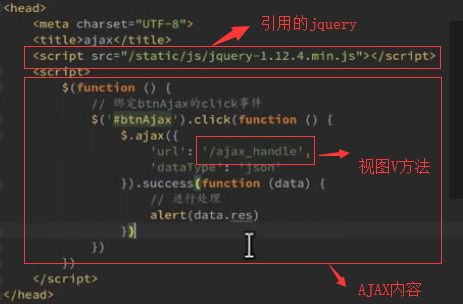 <head>
引用的jquery
<meta charset="UTF-8">
<title>ajax</title>
<script src="/static/js/jquery-1.12.4.min.js"></script>
<script>
$(function () {
// 绑定btnAjax的click事件
$('#btnAjax').click(function () {
$.ajax({
'url': '/ajax_handle',
'dataType': 'json'
视图V方法
}).success(function (data) {
// 进行处理
alert(data.res)
})
})
})
</script>
AJAX内容
</head>